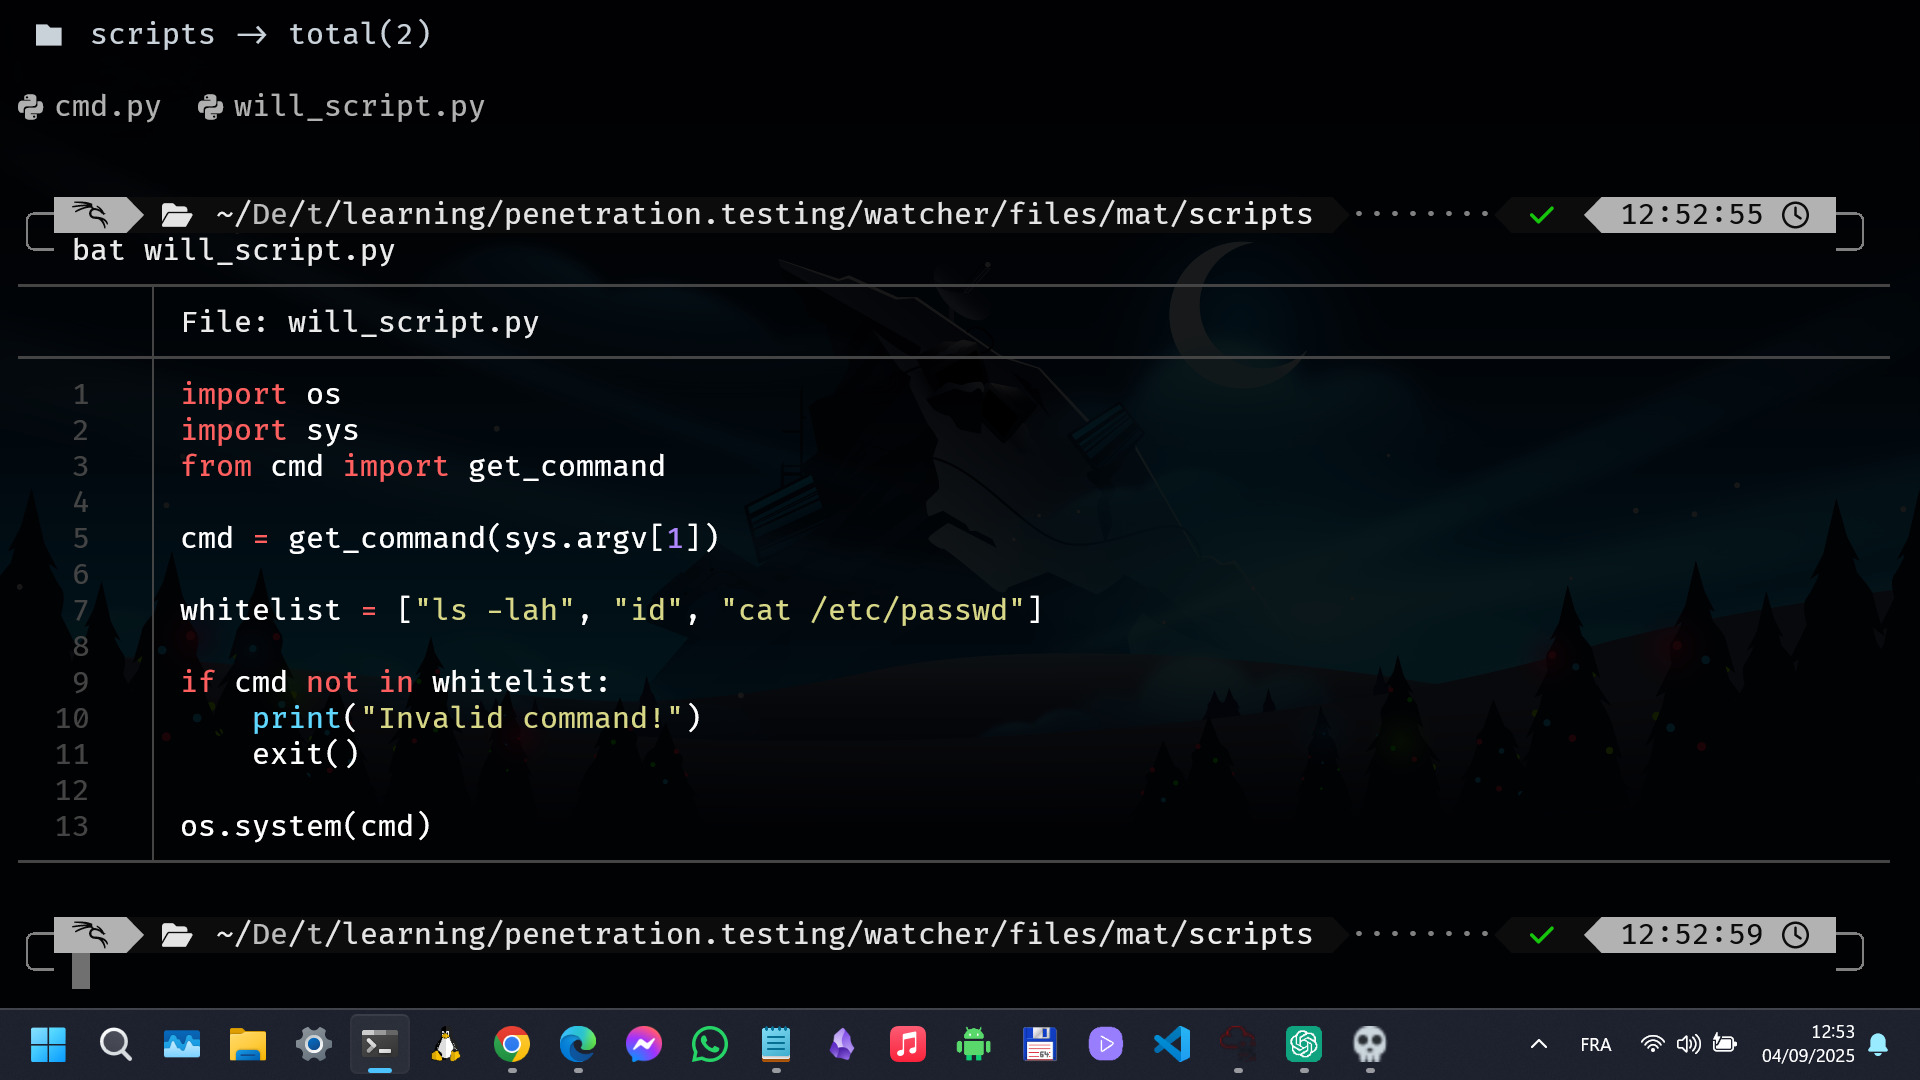 scripts → total(2)
cmd.py will_script.py
~/De/t/learning/penetration.testing/watcher/files/mat/scripts ········ ✓ 12:52:55
bat will_script.py
File: will_script.py
1 import os
2 import sys
3 from cmd import get_command
4
5 cmd = get_command(sys.argv[1])
6
7 whitelist = ["ls -lah", "id", "cat /etc/passwd"]
8
9 if cmd not in whitelist:
10     print("Invalid command!")
11     exit()
12
13 os.system(cmd)
~/De/t/learning/penetration.testing/watcher/files/mat/scripts ········ ✓ 12:52:59
FRA
12:53
04/09/2025